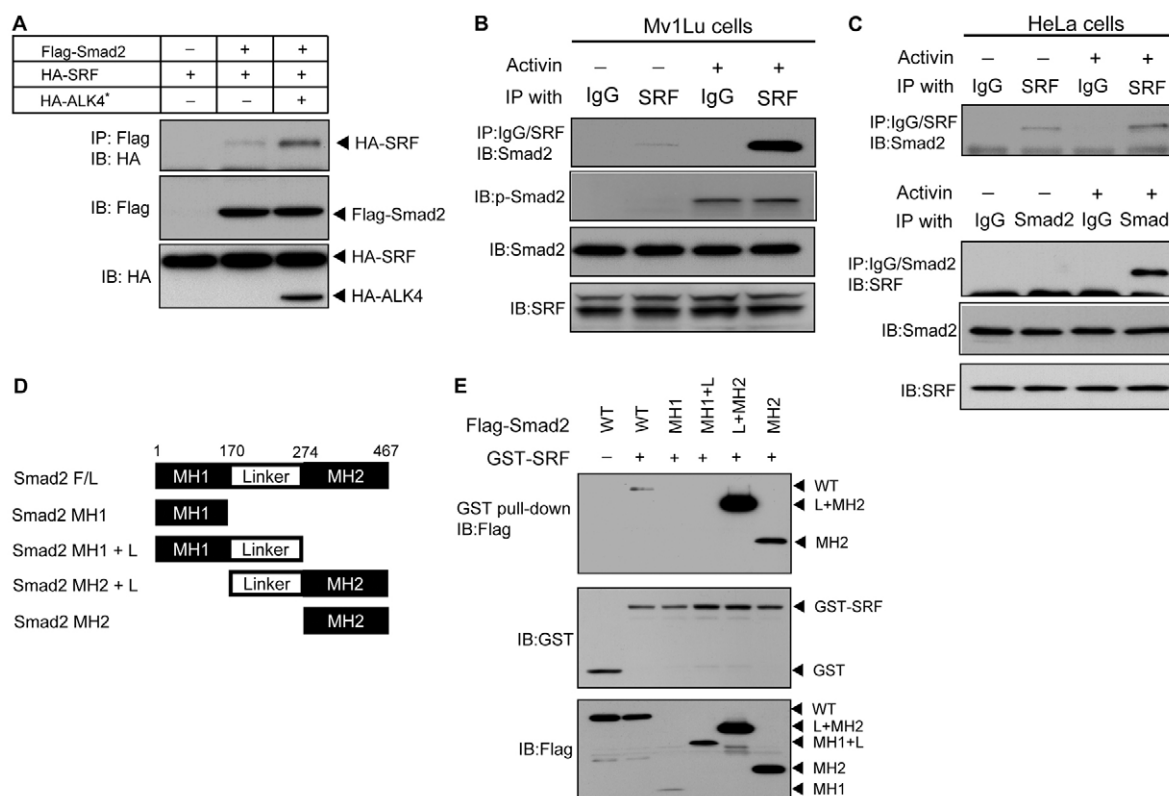 A
Flag-Smad2 – + +
HA-SRF + + +
HA-ALK4* – – +
IP: Flag
IB: HA
HA-SRF
IB: Flag
Flag-Smad2
IB: HA
HA-SRF
HA-ALK4
B
Mv1Lu cells
Activin – – + +
IP with IgG SRF IgG SRF
IP:IgG/SRF
IB:Smad2
IB:p-Smad2
IB:Smad2
IB:SRF
C
HeLa cells
Activin – – + +
IP with IgG SRF IgG SRF
IP:IgG/SRF
IB:Smad2
Activin – – + +
IP with IgG Smad2 IgG Smad
IP:IgG/Smad2
IB:SRF
IB:Smad2
IB:SRF
D
1 170 274 467
Smad2 F/L MH1 Linker MH2
Smad2 MH1 MH1
Smad2 MH1 + L MH1 Linker
Smad2 MH2 + L Linker MH2
Smad2 MH2 MH2
E
Flag-Smad2 WT WT MH1 MH1+L L+MH2 MH2
GST-SRF – + + + + +
GST pull-down
IB:Flag
WT
L+MH2
MH2
IB:GST
GST-SRF
GST
IB:Flag
WT
L+MH2
MH1+L
MH2
MH1